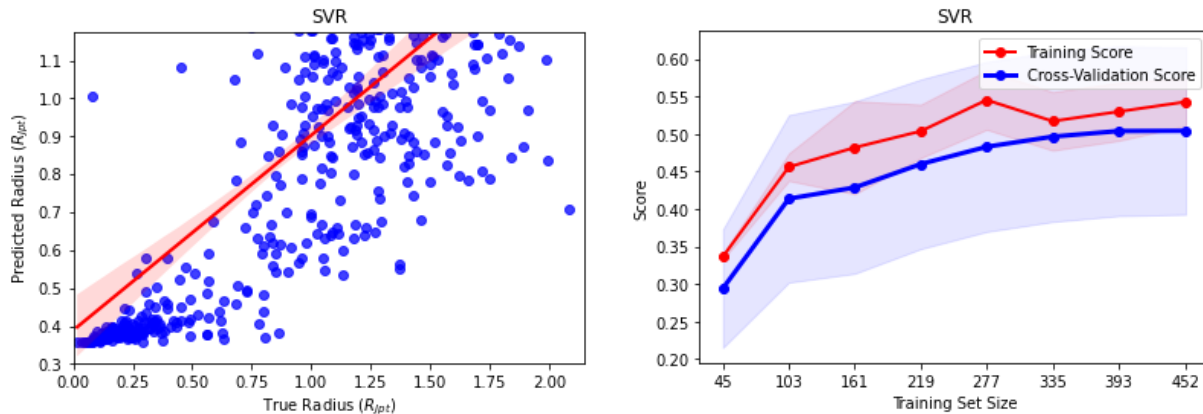 SVR
Predicted Radius (R_Jpt)
1.1
1.0
0.9
0.8
0.7
0.6
0.5
0.4
0.3
0.00 0.25 0.50 0.75 1.00 1.25 1.50 1.75 2.00
True Radius (R_Jpt)
SVR
Training Score
Cross-Validation Score
Score
0.60
0.55
0.50
0.45
0.40
0.35
0.30
0.25
0.20
45 103 161 219 277 335 393 452
Training Set Size